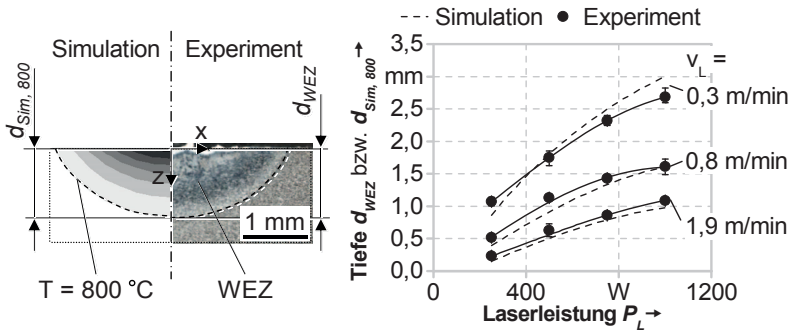 Simulation Experiment
d_Sim, 800
d_WEZ
x
z
1 mm
T = 800 °C
WEZ
--- Simulation ● Experiment
Tiefe d_WEZ bzw. d_Sim, 800 →
3,5
mm
2,5
2,0
1,5
1,0
0,5
0,0
v_L =
0,3 m/min
0,8 m/min
1,9 m/min
0 400 W 1200
Laserleistung P_L →